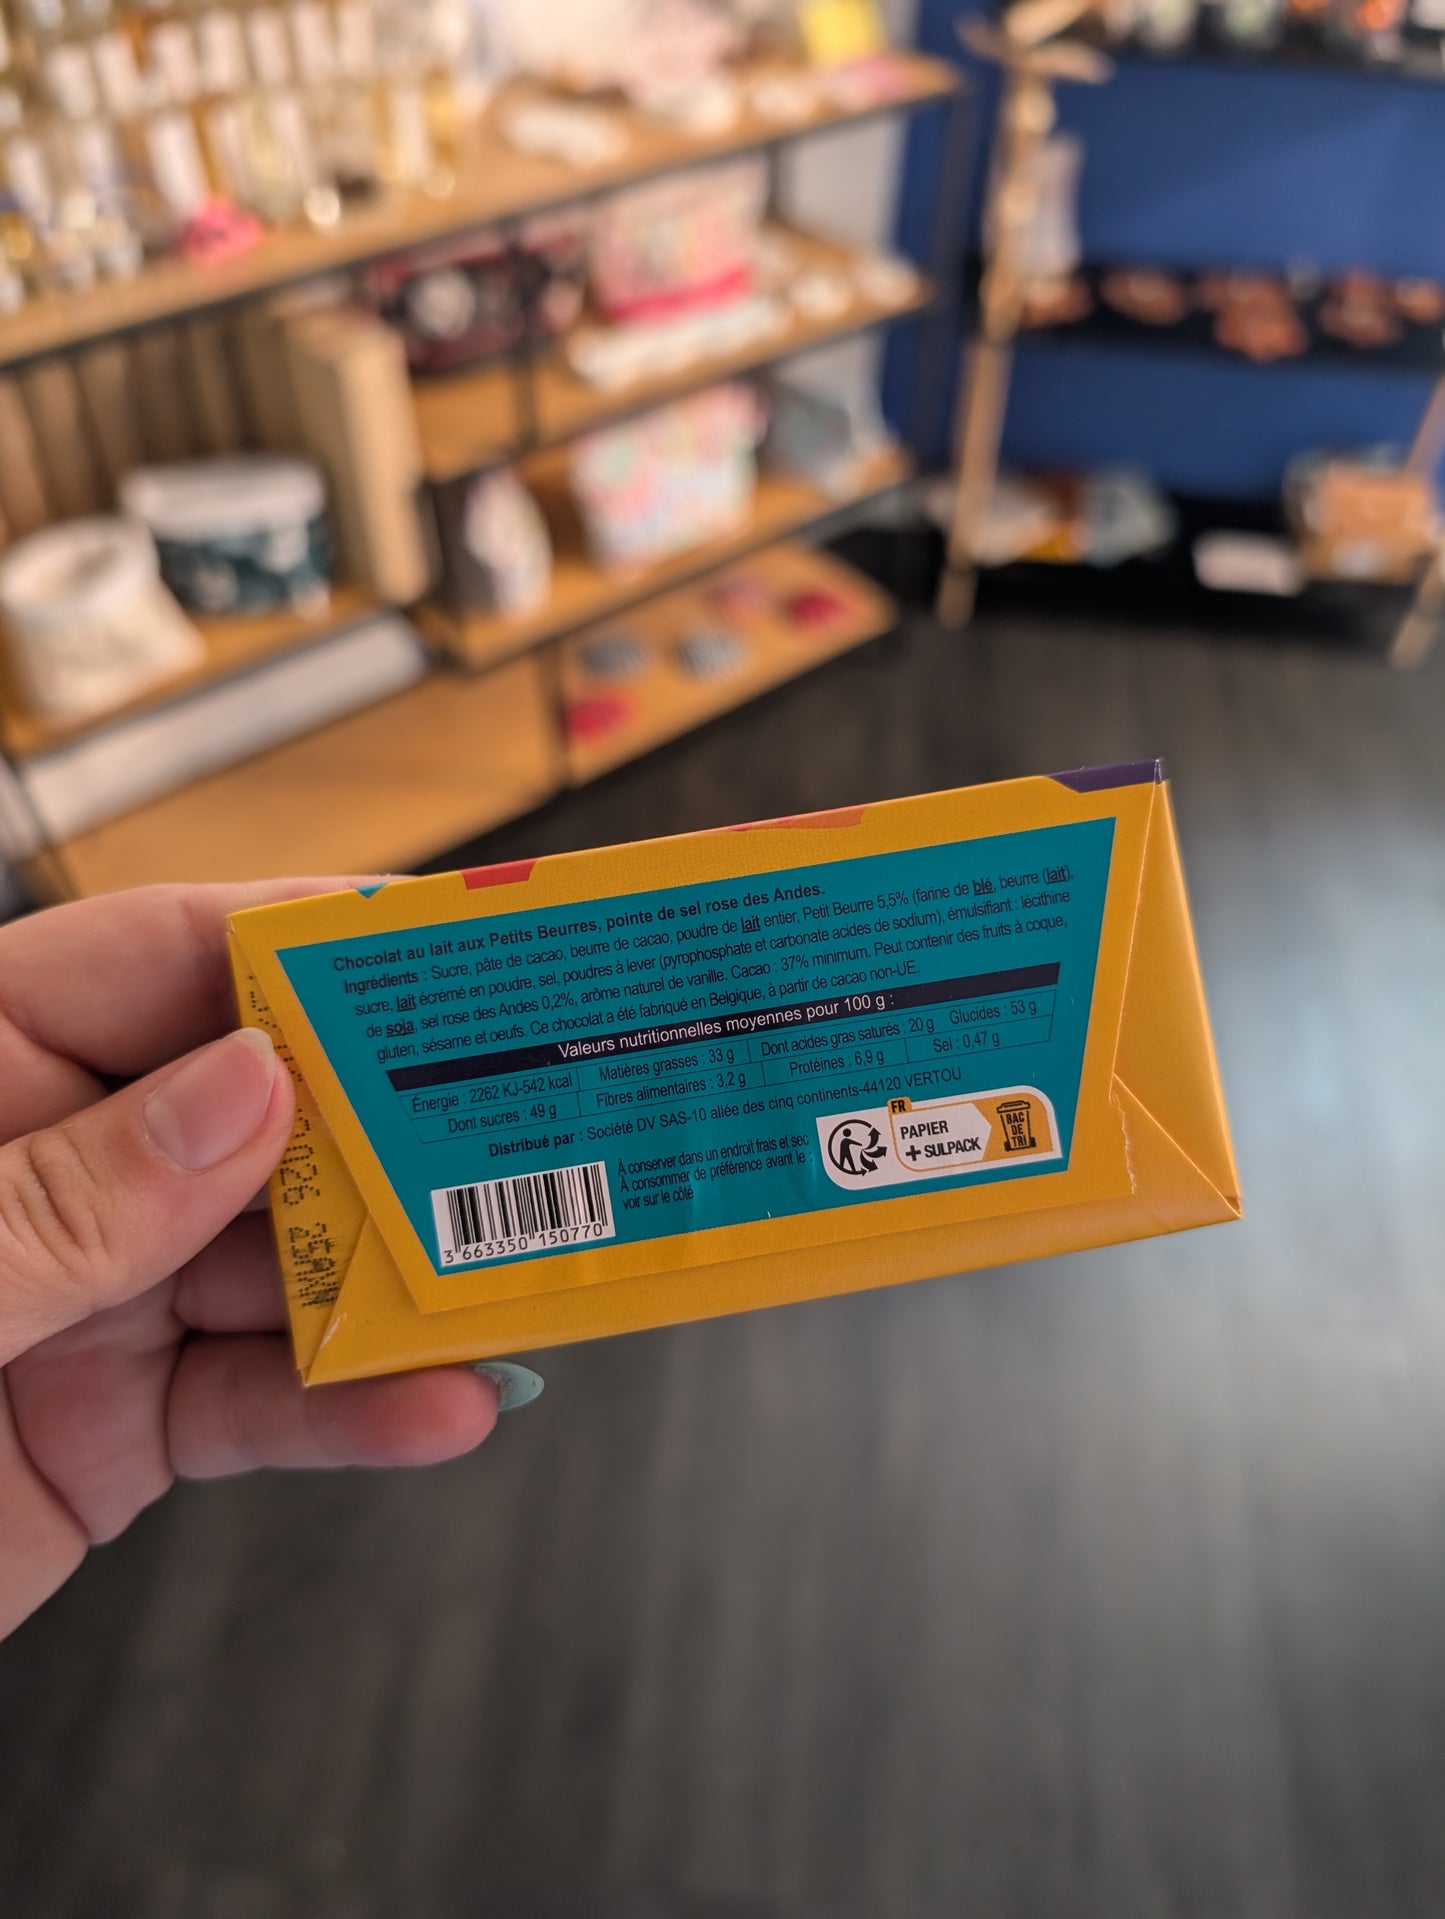 Chocolat au lait aux Petits Beurres, pointe de sel rose des Andes.
Ingrédients : Sucre, pâte de cacao, beurre de cacao, poudre de lait entier, Petit Beurre 5,5% (farine de blé, beurre (lait),
sucre, lait écrémé en poudre, sel, poudres à lever (pyrophosphate et carbonate acides de sodium), émulsifiant : lécithine
de soja, sel rose des Andes 0,2%, arôme naturel de vanille. Cacao : 37% minimum. Peut contenir des fruits à coque,
gluten, sésame et oeufs. Ce chocolat a été fabriqué en Belgique, à partir de cacao non-UE.
Valeurs nutritionnelles moyennes pour 100 g :
Énergie : 2262 KJ-542 kcal Matières grasses : 33 g Dont acides gras saturés : 20 g Glucides : 53 g
Dont sucres : 49 g Fibres alimentaires : 3,2 g Protéines : 6,9 g Sel : 0,47 g
Distribué par : Société DV SAS-10 allée des cinq continents-44120 VERTOU
À conserver dans un endroit frais et sec
À consommer de préférence avant le :
voir sur le côté
3 663350 150770
FR
PAPIER
+ SULPACK
BAC
DE
TRI